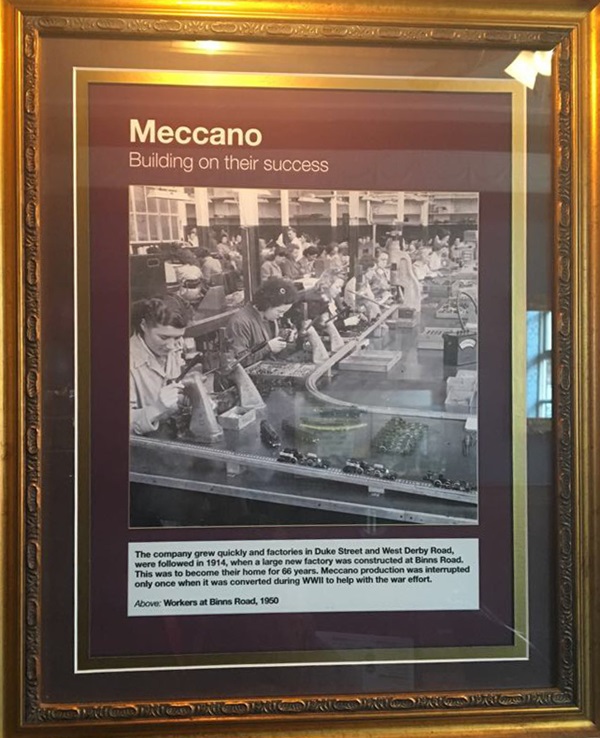 Meccano
Building on their success
The company grew quickly and factories in Duke Street and West Derby Road,
were followed in 1914, when a large new factory was constructed at Binns Road.
This was to become their home for 66 years. Meccano production was interrupted
only once when it was converted during WWII to help with the war effort.
Above: Workers at Binns Road, 1950